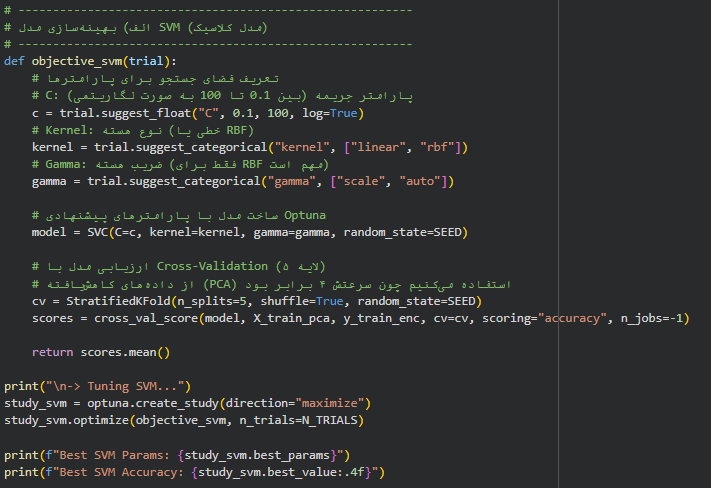 # ------------------------------------------------------
# الف) بهینه‌سازی مدل SVM (مدل کلاسیک)
# ------------------------------------------------------
def objective_svm(trial):
    # تعریف فضای جستجو برای پارامترها
    # C: پارامتر جریمه (بین 0.1 تا 100 به صورت لگاریتمی)
    c = trial.suggest_float("C", 0.1, 100, log=True)
    # Kernel: نوع هسته (خطی یا RBF)
    kernel = trial.suggest_categorical("kernel", ["linear", "rbf"])
    # Gamma: ضریب هسته (فقط برای RBF مهم است)
    gamma = trial.suggest_categorical("gamma", ["scale", "auto"])
    # ساخت مدل با پارامترهای پیشنهادی Optuna
    model = SVC(C=c, kernel=kernel, gamma=gamma, random_state=SEED)
    # ارزیابی مدل با Cross-Validation (۵ لایه)
    # از داده‌های کاهش‌یافته (PCA) استفاده می‌کنیم چون سرعتش ۴ برابر بود
    cv = StratifiedKFold(n_splits=5, shuffle=True, random_state=SEED)
    scores = cross_val_score(model, X_train_pca, y_train_enc, cv=cv, scoring="accuracy", n_jobs=-1)
    return scores.mean()
print("\n-> Tuning SVM...")
study_svm = optuna.create_study(direction="maximize")
study_svm.optimize(objective_svm, n_trials=N_TRIALS)
print(f"Best SVM Params: {study_svm.best_params}")
print(f"Best SVM Accuracy: {study_svm.best_value:.4f}")